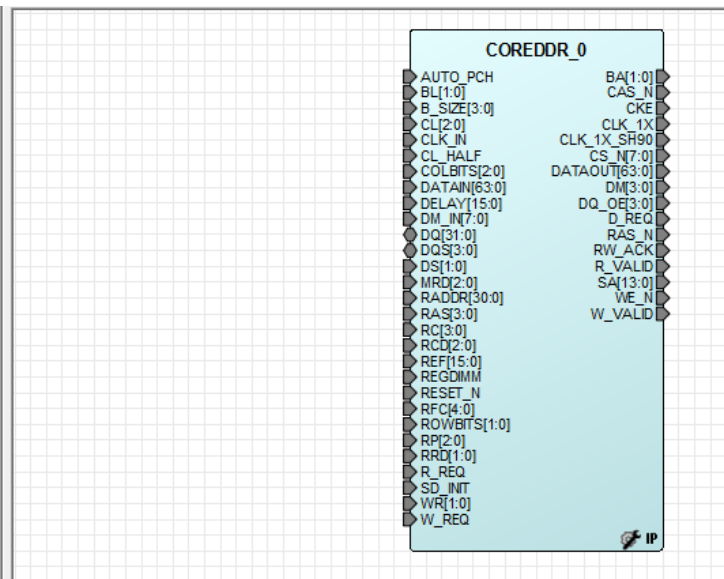 COREDDR_0
AUTO_PCH BA[1:0]
BL[1:0] CAS_N
B_SIZE[3:0] CKE
CL[2:0] CLK_1X
CLK_IN CLK_1X_SH90
CL_HALF CS_N[7:0]
COLBITS[2:0] DATAOUT[63:0]
DATAIN[63:0] DM[3:0]
DELAY[15:0] DQ_OE[3:0]
DM_IN[7:0] D_REQ
DQ[31:0] RAS_N
DQS[3:0] RW_ACK
DS[1:0] R_VALID
MRD[2:0] SA[13:0]
RADDR[30:0] WE_N
RAS[3:0] W_VALID
RC[3:0]
RCD[2:0]
REF[15:0]
REGDIMM
RESET_N
RFC[4:0]
ROWBITS[1:0]
RP[2:0]
RRD[1:0]
R_REQ
SD_INIT
WR[1:0]
W_REQ
IP